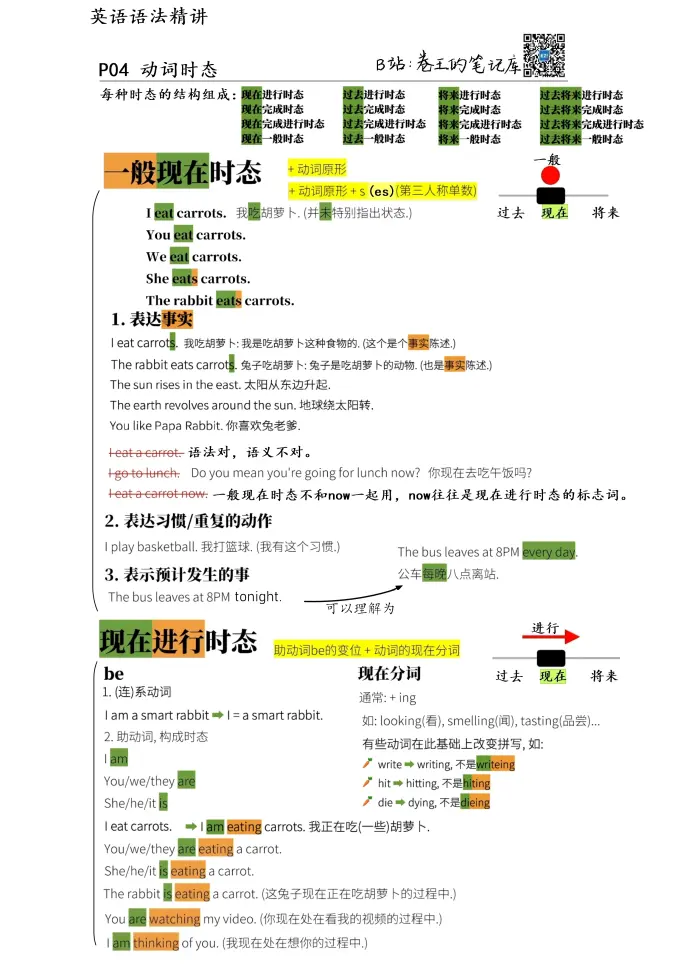 英语语法精讲
P04 动词时态
B站:卷王的笔记库
每种时态的结构组成:
现在进行时态 过去进行时态 将来进行时态 过去将来进行时态
现在完成时态 过去完成时态 将来完成时态 过去将来完成时态
现在完成进行时态 过去完成进行时态 将来完成进行时态 过去将来完成进行时态
现在一般时态 过去一般时态 将来一般时态 过去将来一般时态
一般现在时态
+ 动词原形
+ 动词原形 + s (es)(第三人称单数)
一般
过去 现在 将来
I eat carrots. 我吃胡萝卜. (并未特别指出状态.)
You eat carrots.
We eat carrots.
She eats carrots.
The rabbit eats carrots.
1. 表达事实
I eat carrots. 我吃胡萝卜: 我是吃胡萝卜这种食物的. (这个是个事实陈述.)
The rabbit eats carrots. 兔子吃胡萝卜: 兔子是吃胡萝卜的动物. (也是事实陈述.)
The sun rises in the east. 太阳从东边升起.
The earth revolves around the sun. 地球绕太阳转.
You like Papa Rabbit. 你喜欢兔老爹.
I eat a carrot. 语法对，语义不对。
I go to lunch. Do you mean you're going for lunch now? 你现在去吃午饭吗?
I eat a carrot now. 一般现在时态不和now一起用，now往往是现在进行时态的标志词。
2. 表达习惯/重复的动作
I play basketball. 我打篮球. (我有这个习惯.)
3. 表示预计发生的事
The bus leaves at 8PM tonight.
可以理解为
The bus leaves at 8PM every day.
公车每晚八点离站.
现在进行时态
助动词be的变位 + 动词的现在分词
进行
过去 现在 将来
be
1. (连)系动词
I am a smart rabbit ➡ I = a smart rabbit.
2. 助动词, 构成时态
I am
You/we/they are
She/he/it is
现在分词
通常: + ing
如: looking(看), smelling(闻), tasting(品尝)...
有些动词在此基础上改变拼写, 如:
write ➡ writing, 不是writeing
hit ➡ hitting, 不是hiting
die ➡ dying, 不是dieing
I eat carrots. ➡ I am eating carrots. 我正在吃(一些)胡萝卜.
You/we/they are eating a carrot.
She/he/it is eating a carrot.
The rabbit is eating a carrot. (这兔子现在正在吃胡萝卜的过程中.)
You are watching my video. (你现在处在看我的视频的过程中.)
I am thinking of you. (我现在处在想你的过程中.)